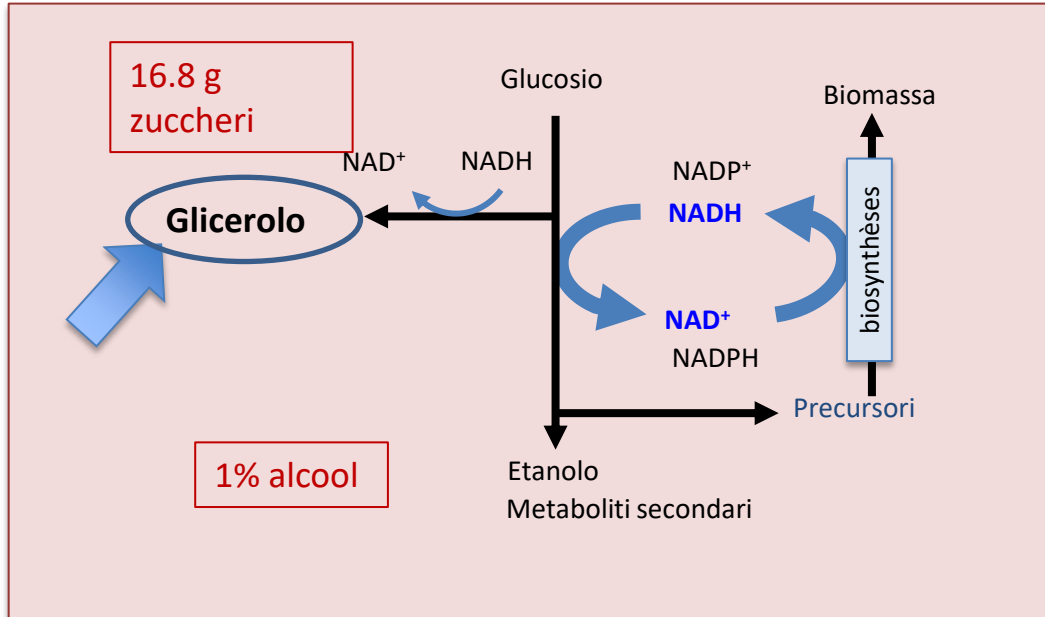 16.8 g
zuccheri
Glucosio
Biomassa
NAD⁺
NADH
NADP⁺
Glicerolo
NADH
biosynthèses
NAD⁺
NADPH
Precursori
1% alcool
Etanolo
Metaboliti secondari